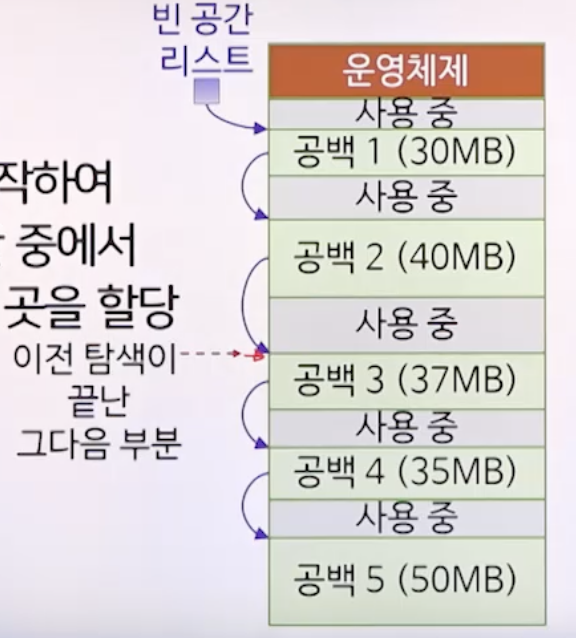 빈 공간
리스트
운영체제
사용 중
공백 1 (30MB)
사용 중
공백 2 (40MB)
사용 중
공백 3 (37MB)
사용 중
공백 4 (35MB)
사용 중
공백 5 (50MB)
작하여
중에서
곳을 할당
이전 탐색이
끝난
그다음 부분